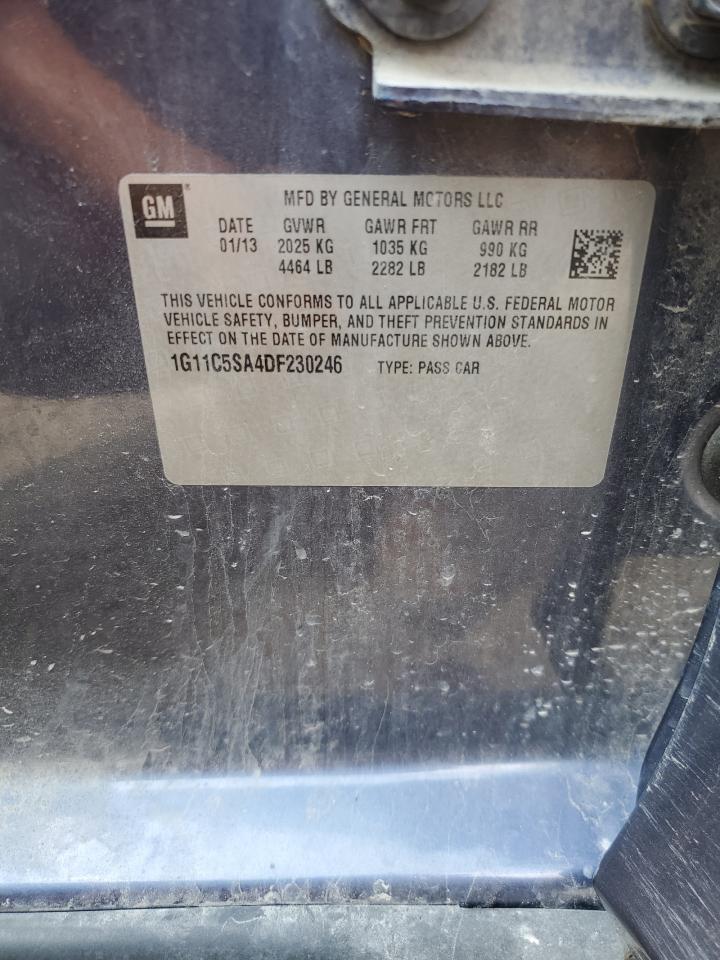 GM
MFD BY GENERAL MOTORS LLC
DATE GVWR GAWR FRT GAWR RR
01/13 2025 KG 1035 KG 990 KG
4464 LB 2282 LB 2182 LB
THIS VEHICLE CONFORMS TO ALL APPLICABLE U.S. FEDERAL MOTOR
VEHICLE SAFETY, BUMPER, AND THEFT PREVENTION STANDARDS IN
EFFECT ON THE DATE OF MANUFACTURE SHOWN ABOVE.
1G11C5SA4DF230246 TYPE: PASS CAR